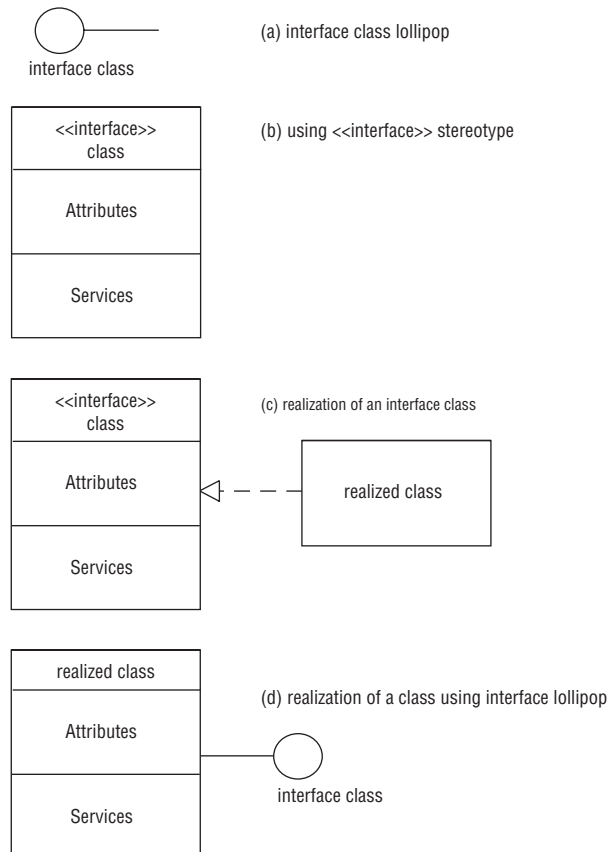 (a) interface class lollipop
interface class
<<interface>>
class
(b) using <<interface>> stereotype
Attributes
Services
<<interface>>
class
(c) realization of an interface class
Attributes
realized class
Services
realized class
(d) realization of a class using interface lollipop
Attributes
interface class
Services